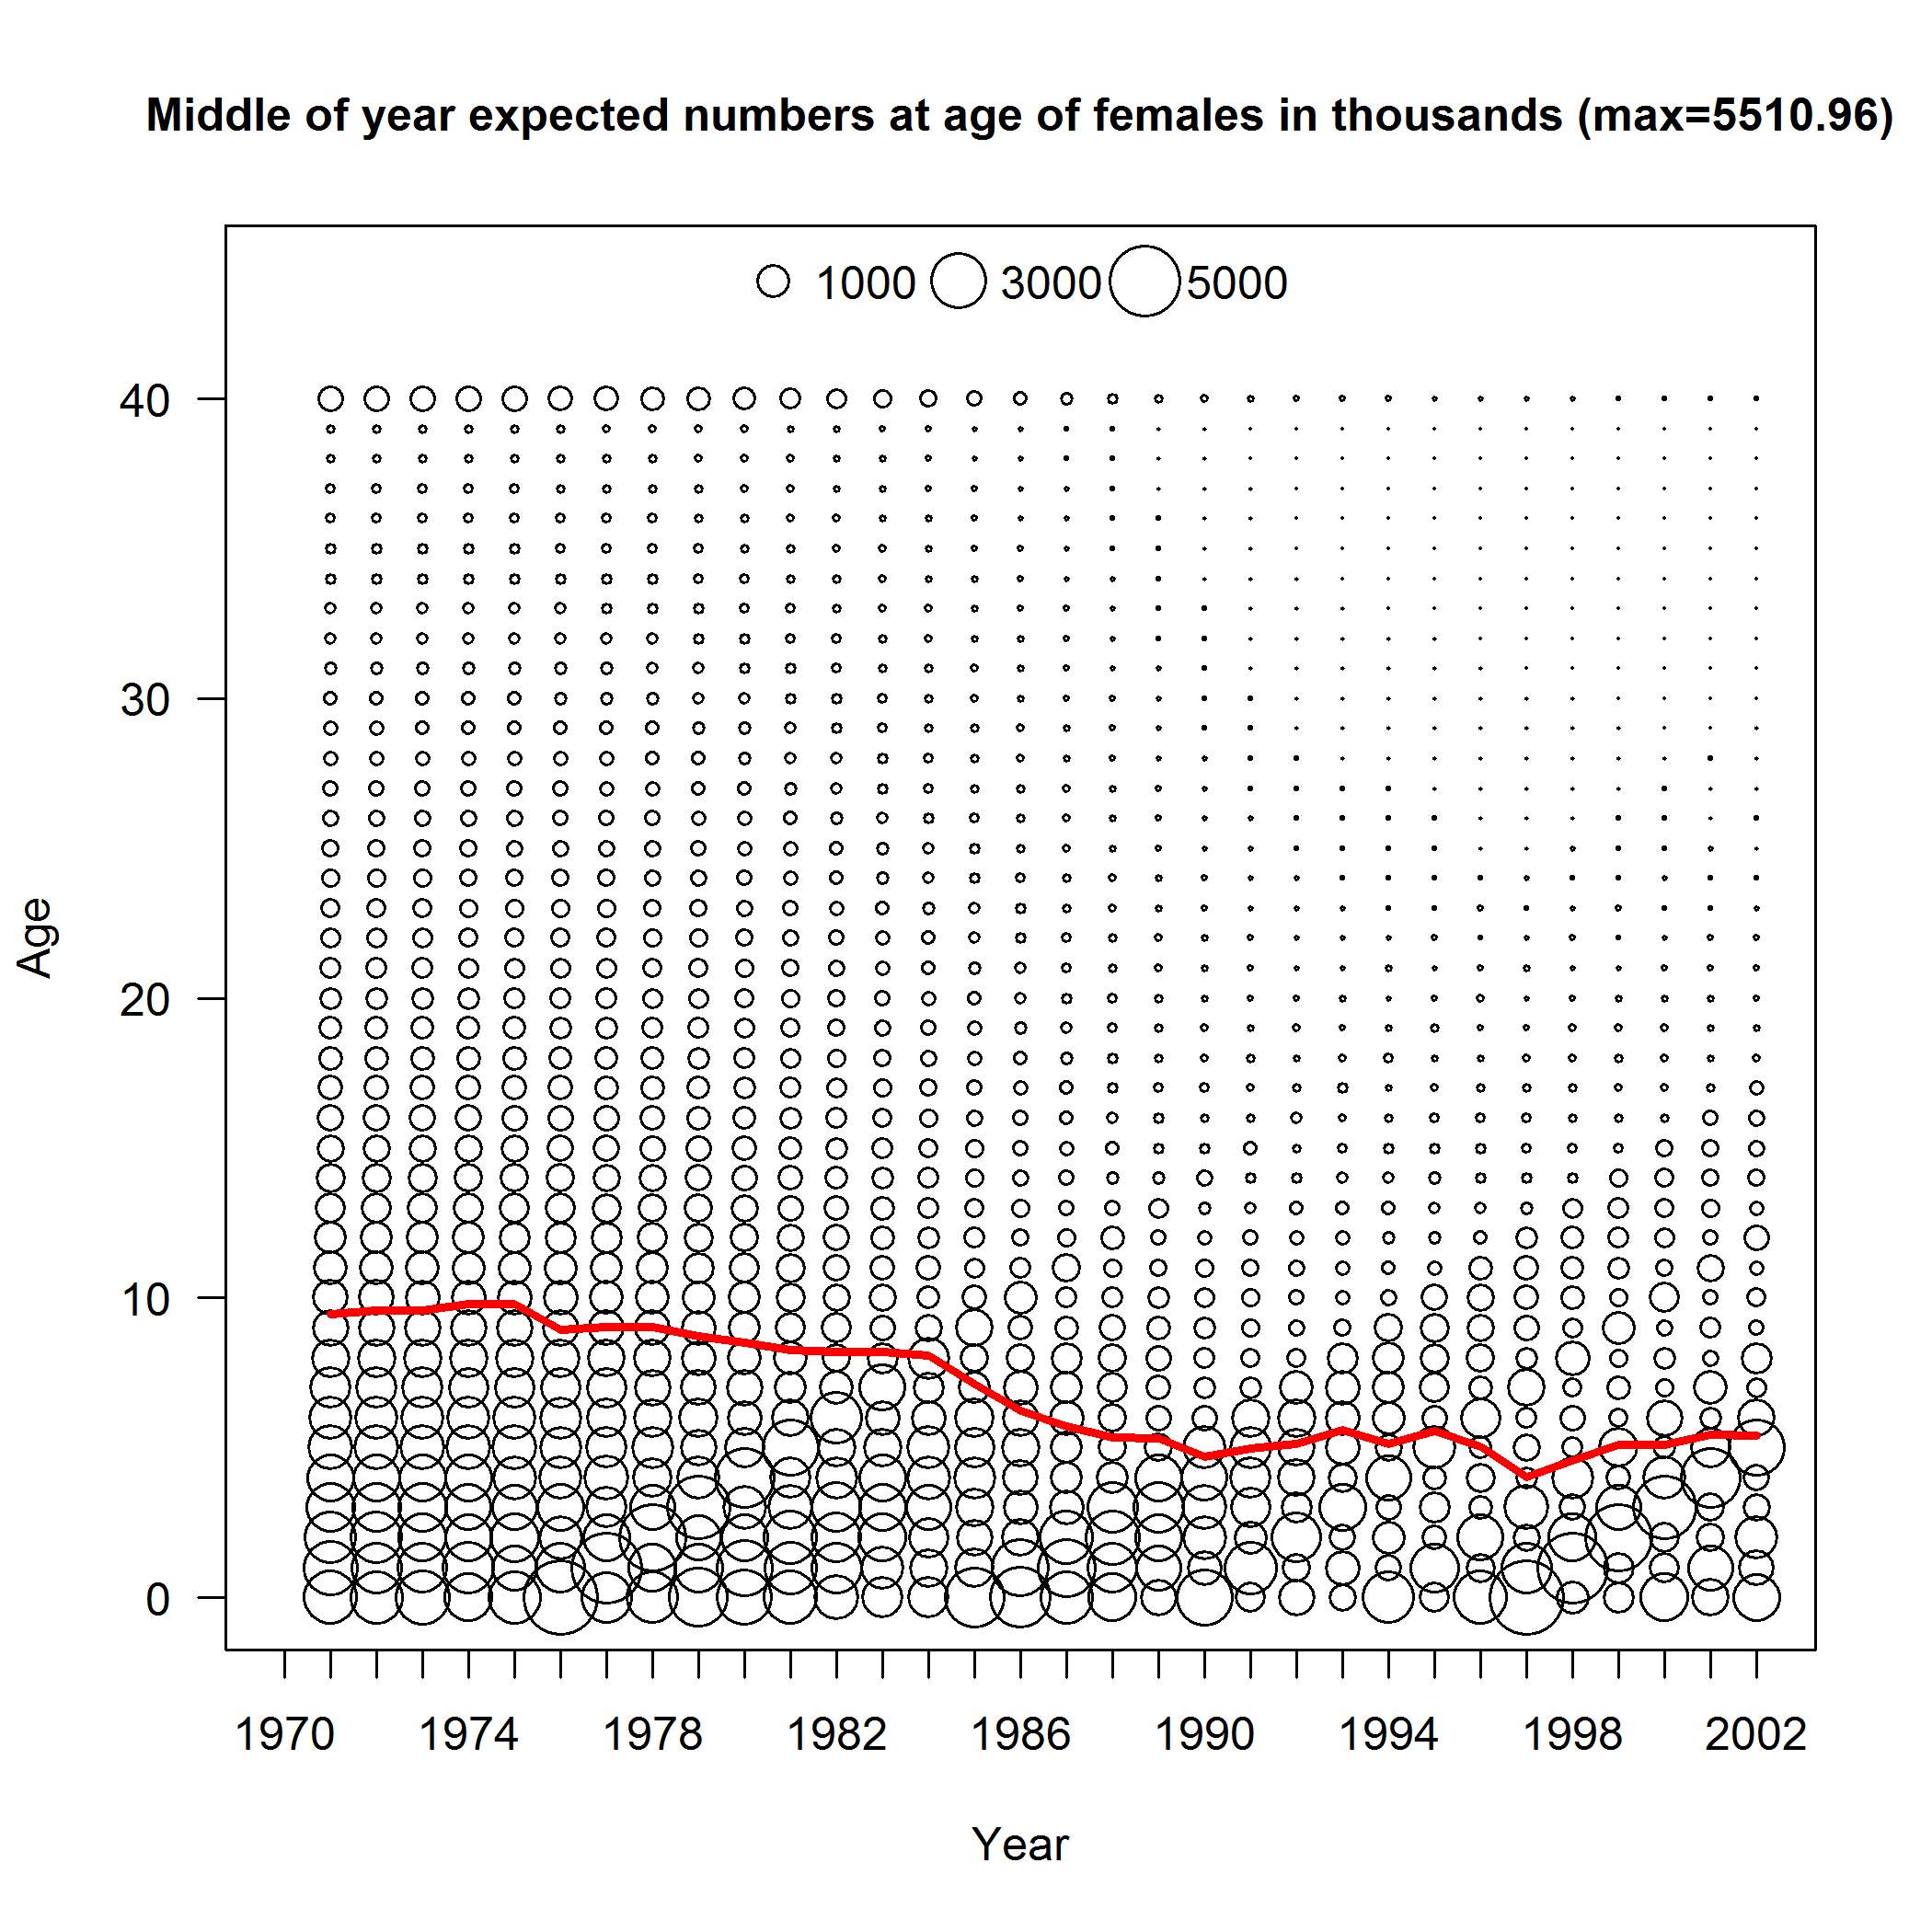 Middle of year expected numbers at age of females in thousands (max=5510.96)
1000 3000 5000
40
30
20
10
0
Age
1970 1974 1978 1982 1986 1990 1994 1998 2002
Year